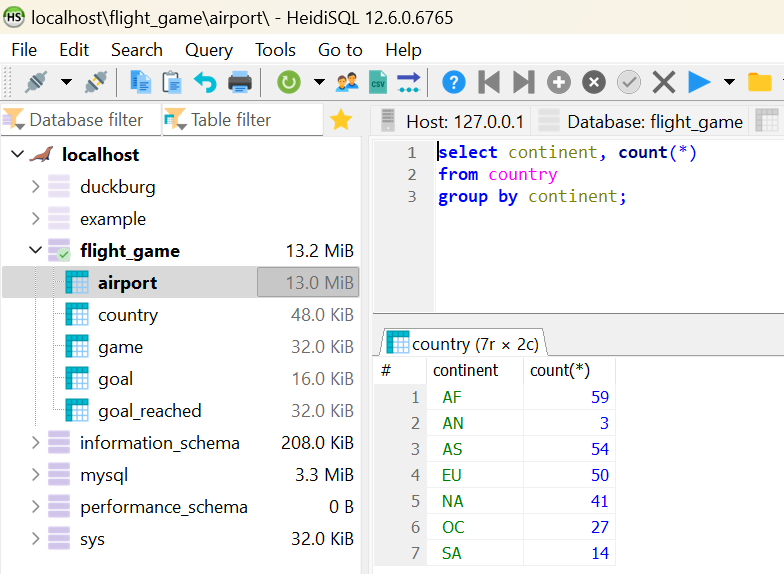 HS localhost\flight_game\airport\ - HeidiSQL 12.6.0.6765
File Edit Search Query Tools Go to Help
CSV
Database filter Table filter Host: 127.0.0.1 Database: flight_game
localhost
duckburg
example
flight_game 13.2 MiB
airport 13.0 MiB
country 48.0 KiB
game 32.0 KiB
goal 16.0 KiB
goal_reached 32.0 KiB
information_schema 208.0 KiB
mysql 3.3 MiB
performance_schema 0 B
sys 32.0 KiB
1 select continent, count(*)
2 from country
3 group by continent;
country (7r × 2c)
# continent count(*)
1 AF 59
2 AN 3
3 AS 54
4 EU 50
5 NA 41
6 OC 27
7 SA 14